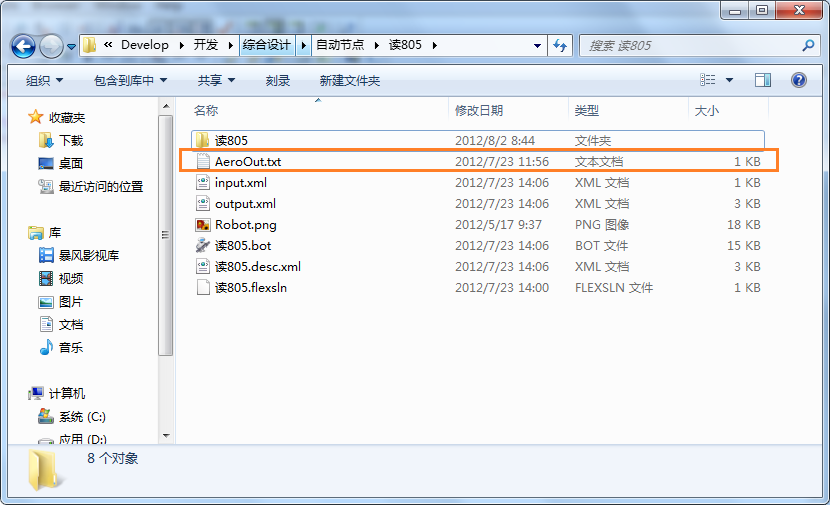 « Develop ▸ 开发 ▸ 综合设计 ▸ 自动节点 ▸ 读805 ▸ 搜索 读805
组织 包含到库中 共享 刻录 新建文件夹
收藏夹
下载
桌面
最近访问的位置
库
暴风影视库
视频
图片
文档
音乐
计算机
系统 (C:)
应用 (D:)
名称 修改日期 类型 大小
读805 2012/8/2 8:44 文件夹
AeroOut.txt 2012/7/23 11:56 文本文档 1 KB
input.xml 2012/7/23 14:06 XML 文档 1 KB
output.xml 2012/7/23 14:06 XML 文档 3 KB
Robot.png 2012/5/17 9:37 PNG 图像 18 KB
读805.bot 2012/7/23 14:06 BOT 文件 15 KB
读805.desc.xml 2012/7/23 14:06 XML 文档 3 KB
读805.flexsln 2012/7/23 14:00 FLEXSLN 文件 1 KB
8 个对象